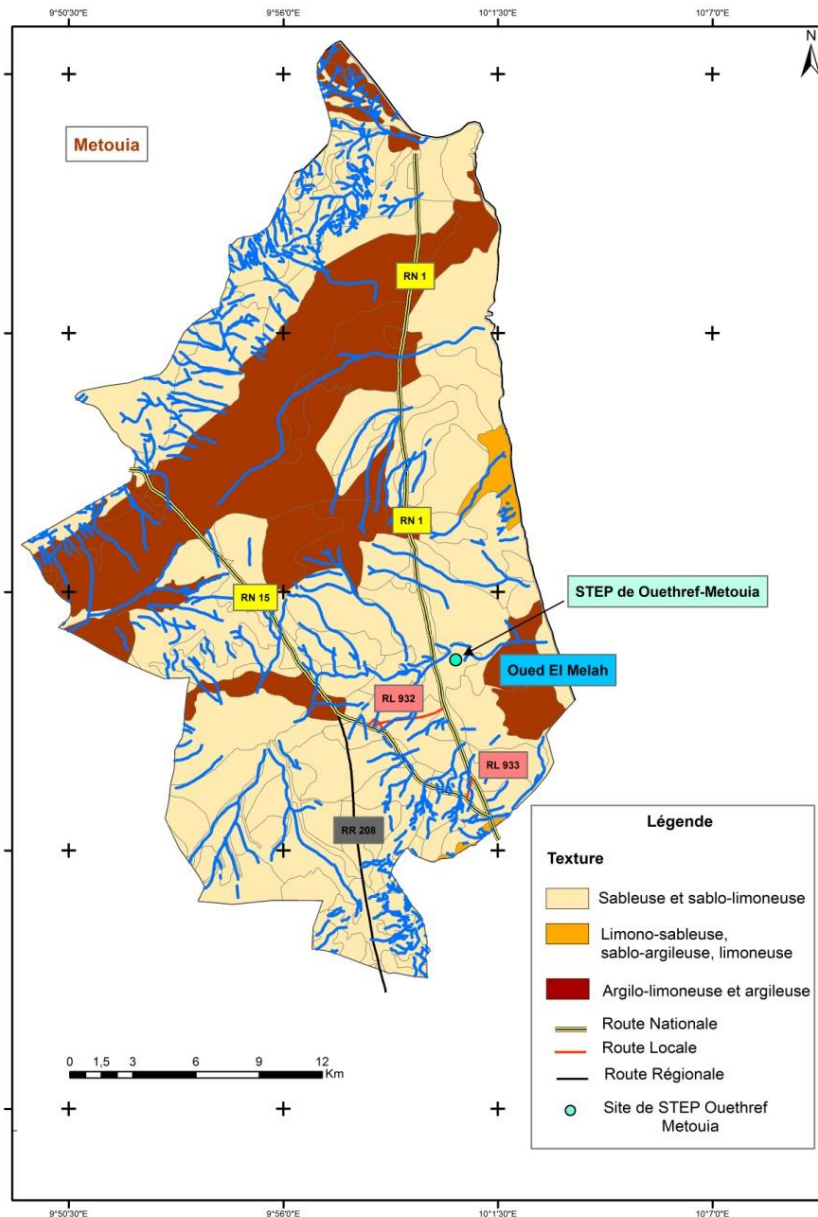 9°50'30"E 9°56'0"E 10°1'30"E 10°7'0"E
N
Metouia
RN 1
RN 1
RN 15
STEP de Ouethref-Metouia
Oued El Melah
RL 932
RL 933
RR 208
Légende
Texture
Sableuse et sablo-limoneuse
Limono-sableuse,
sablo-argileuse, limoneuse
Argilo-limoneuse et argileuse
Route Nationale
Route Locale
Route Régionale
Site de STEP Ouethref
Metouia
0 1,5 3 6 9 12
Km
9°50'30"E 9°56'0"E 10°1'30"E 10°7'0"E